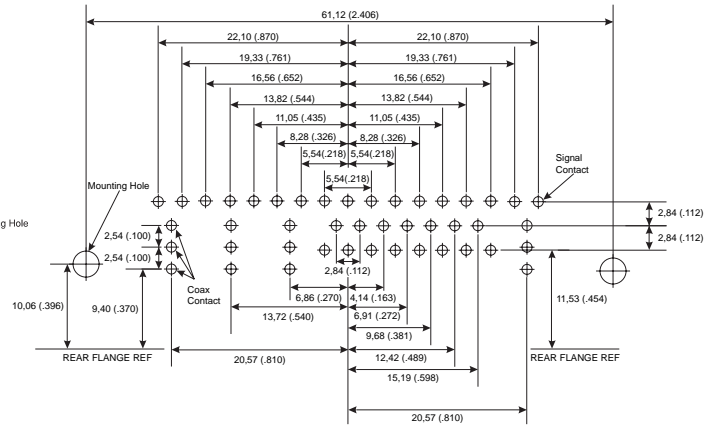 61,12 (2.406)
22,10 (.870) 22,10 (.870)
19,33 (.761) 19,33 (.761)
16,56 (.652) 16,56 (.652)
13,82 (.544) 13,82 (.544)
11,05 (.435) 11,05 (.435)
8,28 (.326) 8,28 (.326)
5,54(.218) 5,54(.218)
5,54(.218)
Signal
Contact
Mounting Hole
g Hole
2,84 (.112)
2,84 (.112)
2,54 (.100)
2,54 (.100)
2,84 (.112)
Coax
Contact
10,06 (.396)
9,40 (.370)
6,86 (.270) 4,14 (.163)
11,53 (.454)
13,72 (.540) 6,91 (.272)
9,68 (.381)
REAR FLANGE REF REAR FLANGE REF
20,57 (.810) 12,42 (.489)
15,19 (.598)
20,57 (.810)